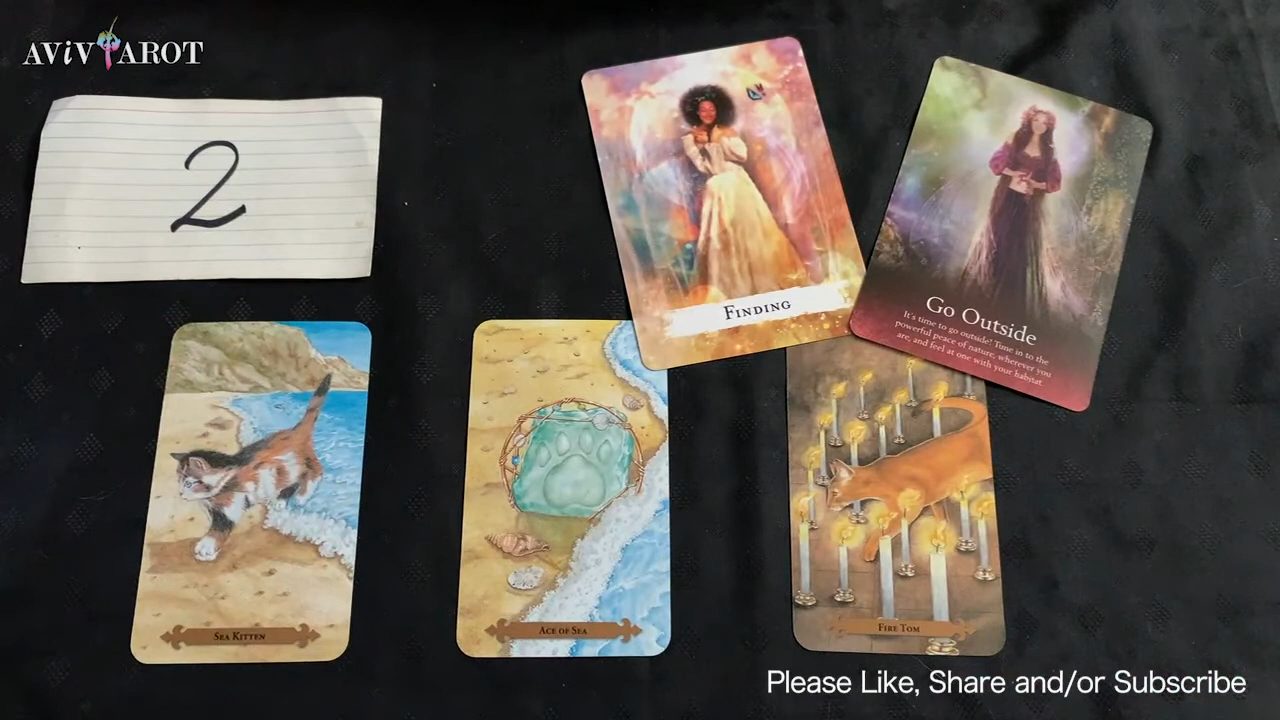 AViVTAROT
2
FINDING
Go Outside
It's time to go outside! Tune in to the
powerful peace of nature, wherever you
are, and feel at one with your habitat.
SEA KITTEN
ACE OF SEA
FIRE TOM
Please Like, Share and/or Subscribe